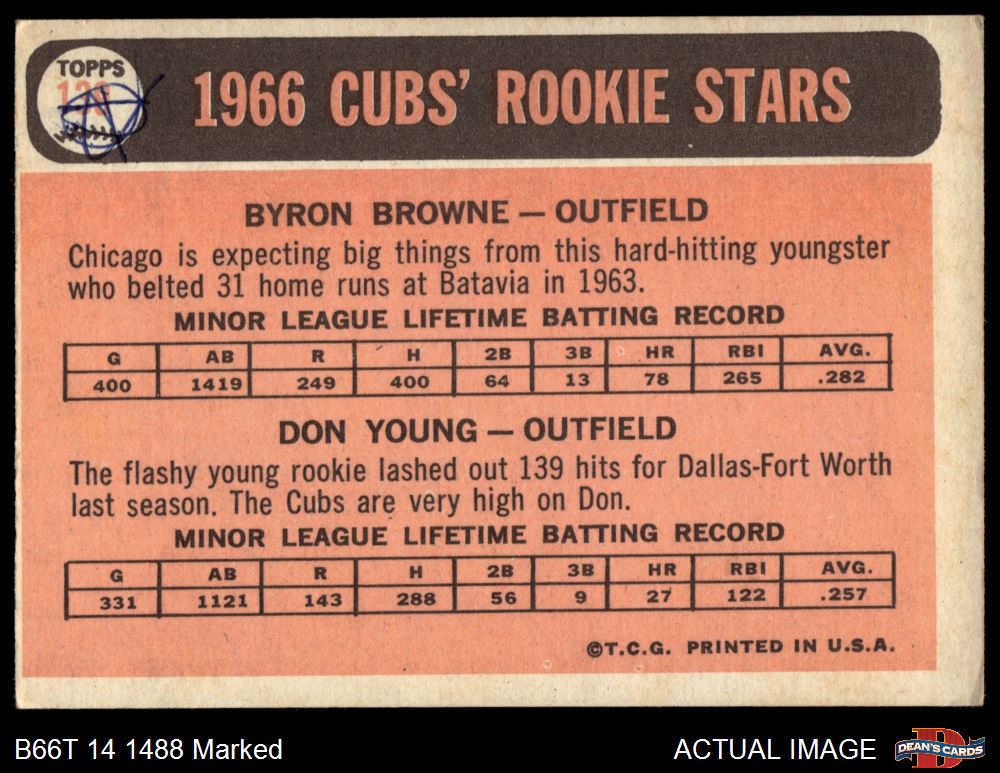 TOPPS
1966 CUBS' ROOKIE STARS
BYRON BROWNE — OUTFIELD
Chicago is expecting big things from this hard-hitting youngster
who belted 31 home runs at Batavia in 1963.
MINOR LEAGUE LIFETIME BATTING RECORD
G AB R H 2B 3B HR RBI AVG.
400 1419 249 400 64 13 78 265 .282
DON YOUNG — OUTFIELD
The flashy young rookie lashed out 139 hits for Dallas-Fort Worth
last season. The Cubs are very high on Don.
MINOR LEAGUE LIFETIME BATTING RECORD
G AB R H 2B 3B HR RBI AVG.
331 1121 143 288 56 9 27 122 .257
©T.C.G. PRINTED IN U.S.A.
B66T 14 1488 Marked ACTUAL IMAGE DEAN'S CARDS